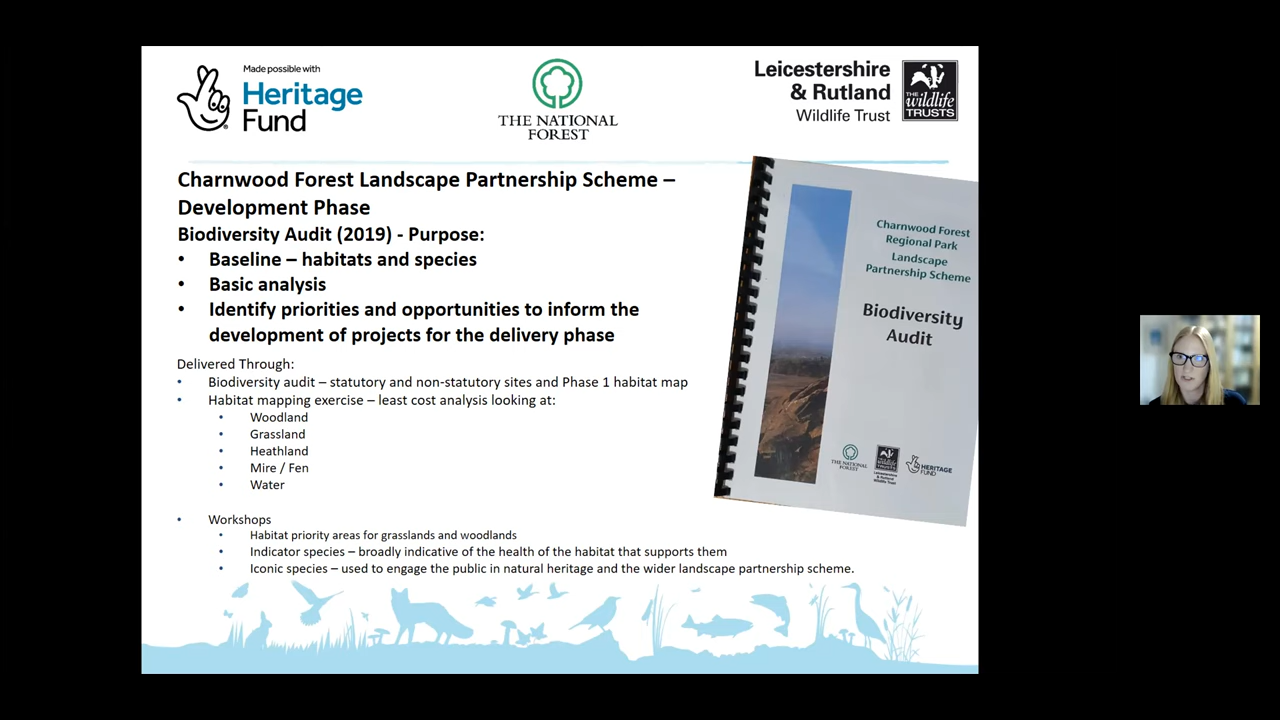 Made possible with
Heritage
Fund
THE NATIONAL
FOREST
Leicestershire
& Rutland
Wildlife Trust
THE
wildlife
TRUSTS
Charnwood Forest Landscape Partnership Scheme –
Development Phase
Biodiversity Audit (2019) - Purpose:
• Baseline – habitats and species
• Basic analysis
• Identify priorities and opportunities to inform the
development of projects for the delivery phase
Delivered Through:
• Biodiversity audit – statutory and non-statutory sites and Phase 1 habitat map
• Habitat mapping exercise – least cost analysis looking at:
• Woodland
• Grassland
• Heathland
• Mire / Fen
• Water
• Workshops
• Habitat priority areas for grasslands and woodlands
• Indicator species – broadly indicative of the health of the habitat that supports them
• Iconic species – used to engage the public in natural heritage and the wider landscape partnership scheme.
Charnwood Forest
Regional Park
Landscape
Partnership Scheme
Biodiversity
Audit
THE NATIONAL
FOREST
HERITAGE
FUND